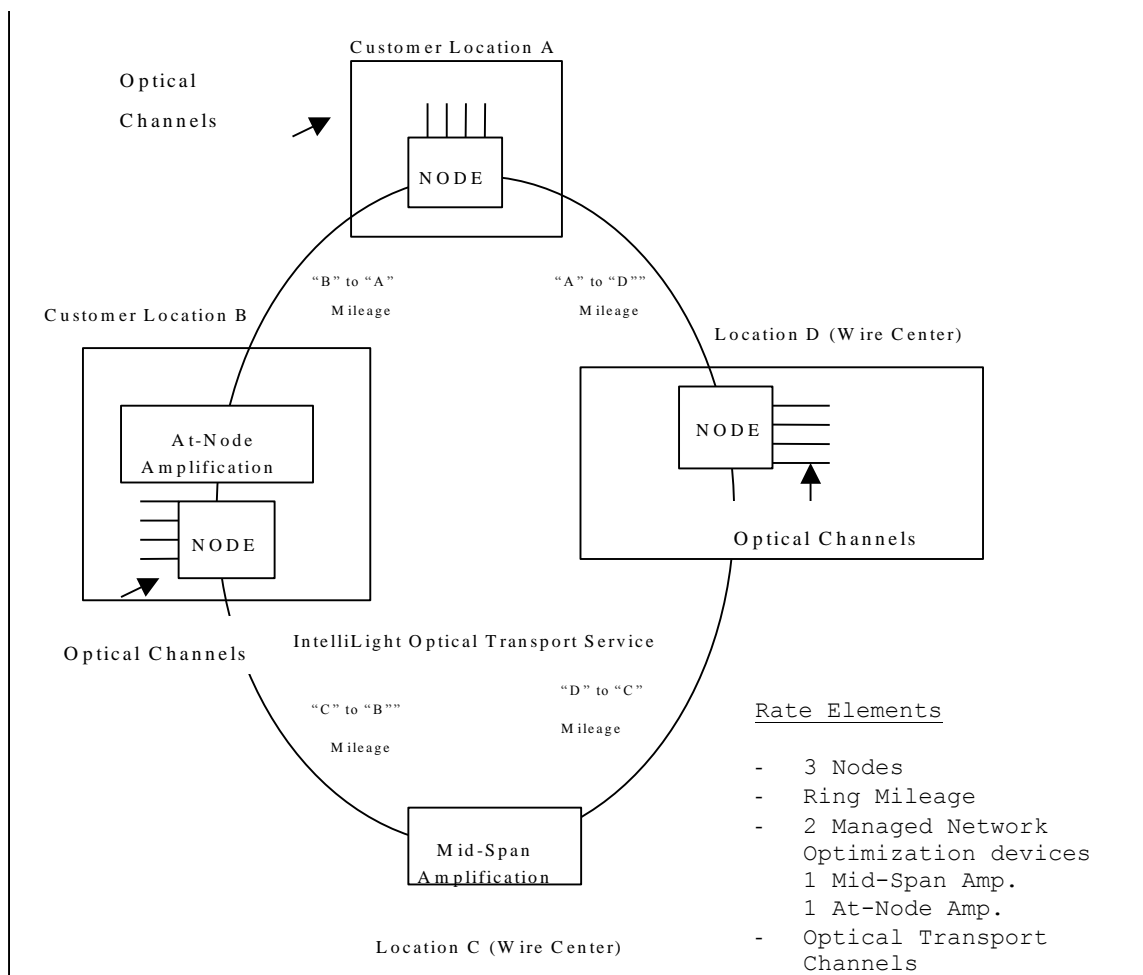 Customer Location A
Optical
Channels
NODE
“B” to “A”
Mileage
“A” to “D””
Mileage
Customer Location B
Location D (Wire Center)
At-Node
Amplification
NODE
NODE
Optical Channels
Optical Channels
IntelliLight Optical Transport Service
“C” to “B””
Mileage
“D” to “C”
Mileage
Mid-Span
Amplification
Location C (Wire Center)
Rate Elements
- 3 Nodes
- Ring Mileage
- 2 Managed Network
Optimization devices
1 Mid-Span Amp.
1 At-Node Amp.
- Optical Transport
Channels